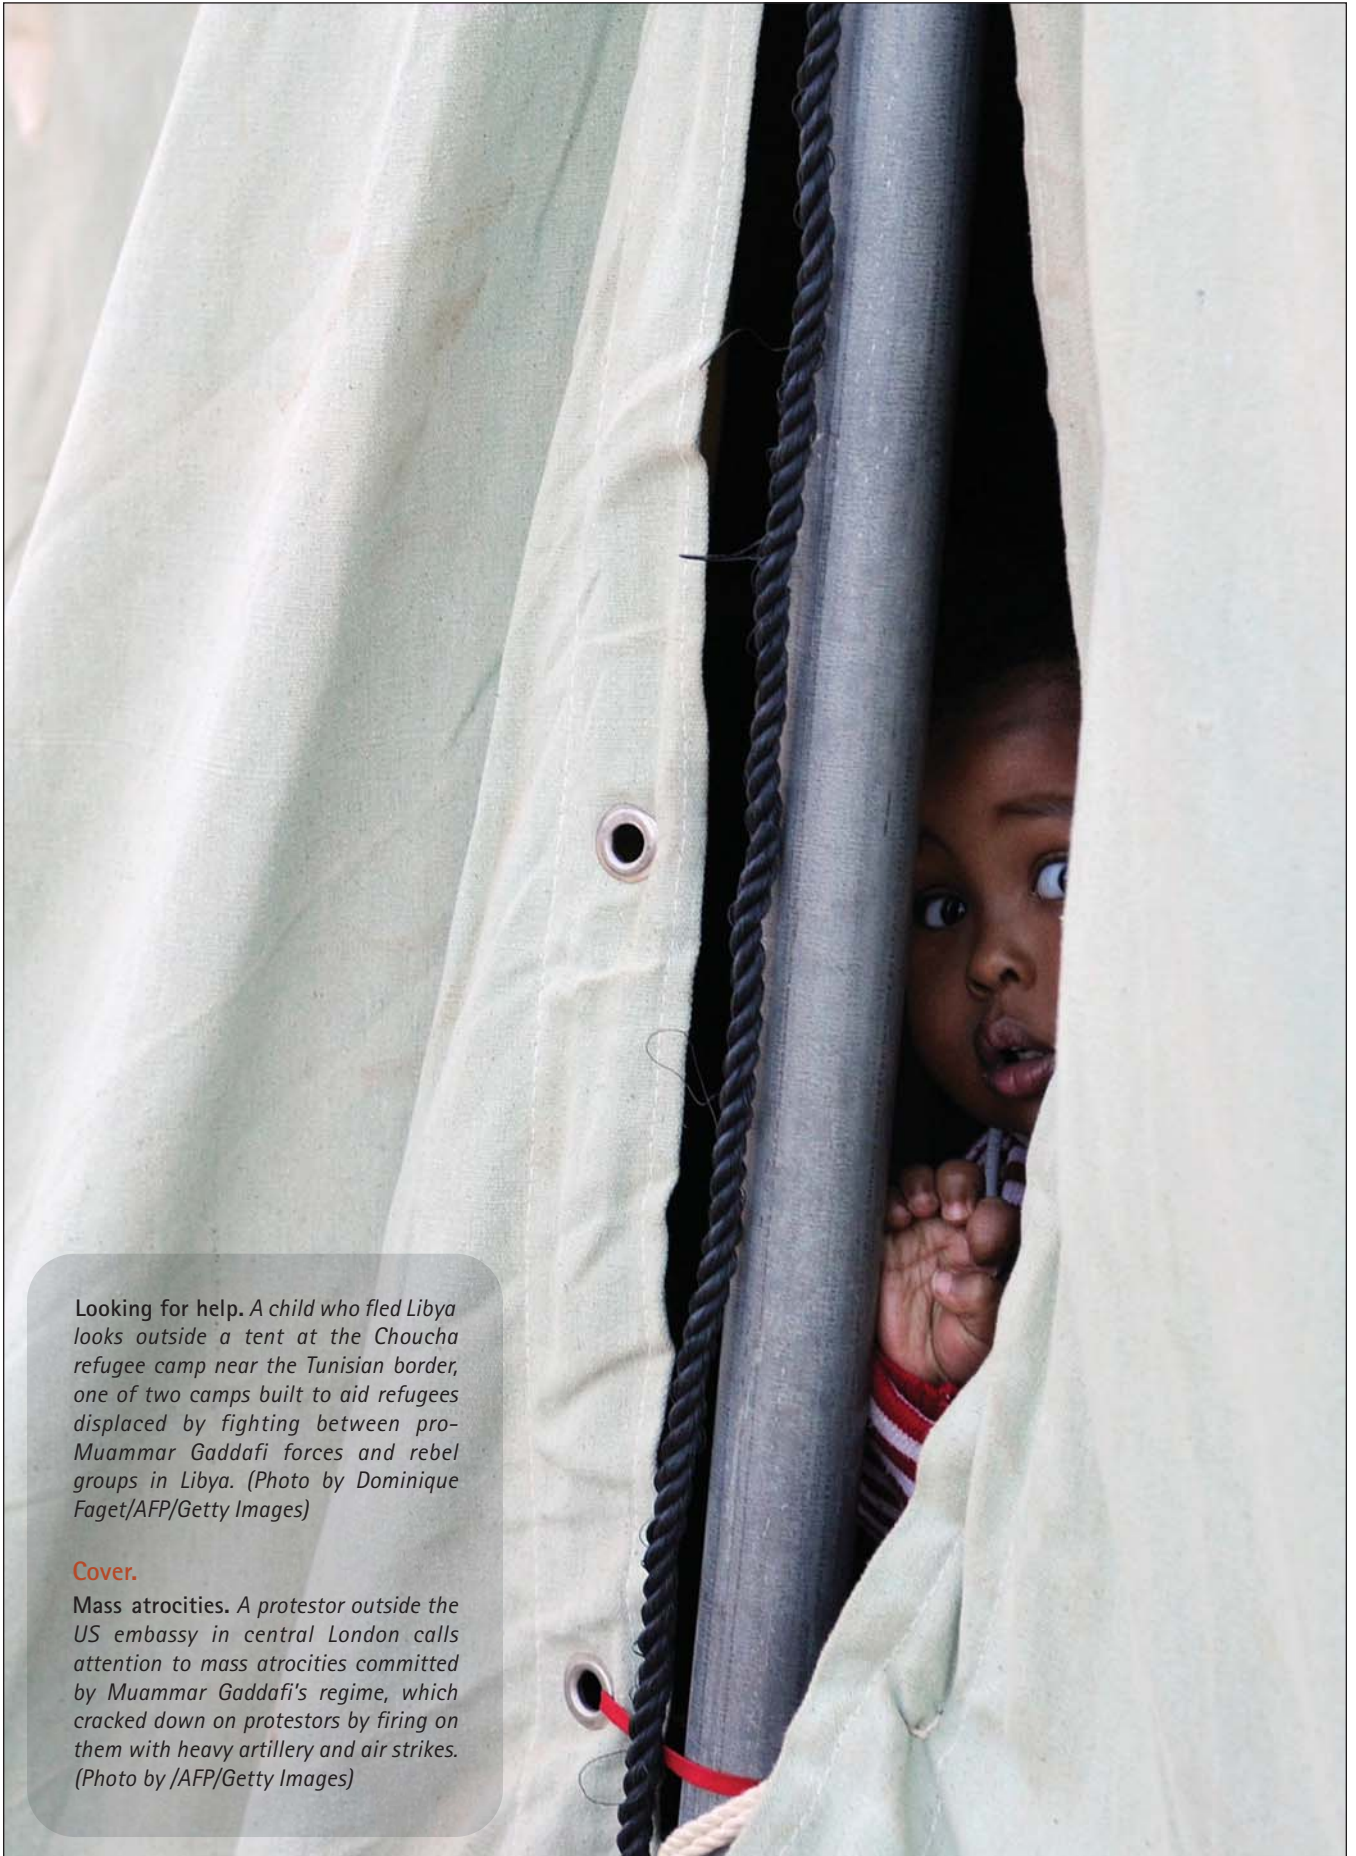 Looking for help. A child who fled Libya
looks outside a tent at the Choucha
refugee camp near the Tunisian border,
one of two camps built to aid refugees
displaced by fighting between pro-
Muammar Gaddafi forces and rebel
groups in Libya. (Photo by Dominique
Faget/AFP/Getty Images)
Cover.
Mass atrocities. A protestor outside the
US embassy in central London calls
attention to mass atrocities committed
by Muammar Gaddafi's regime, which
cracked down on protestors by firing on
them with heavy artillery and air strikes.
(Photo by /AFP/Getty Images)